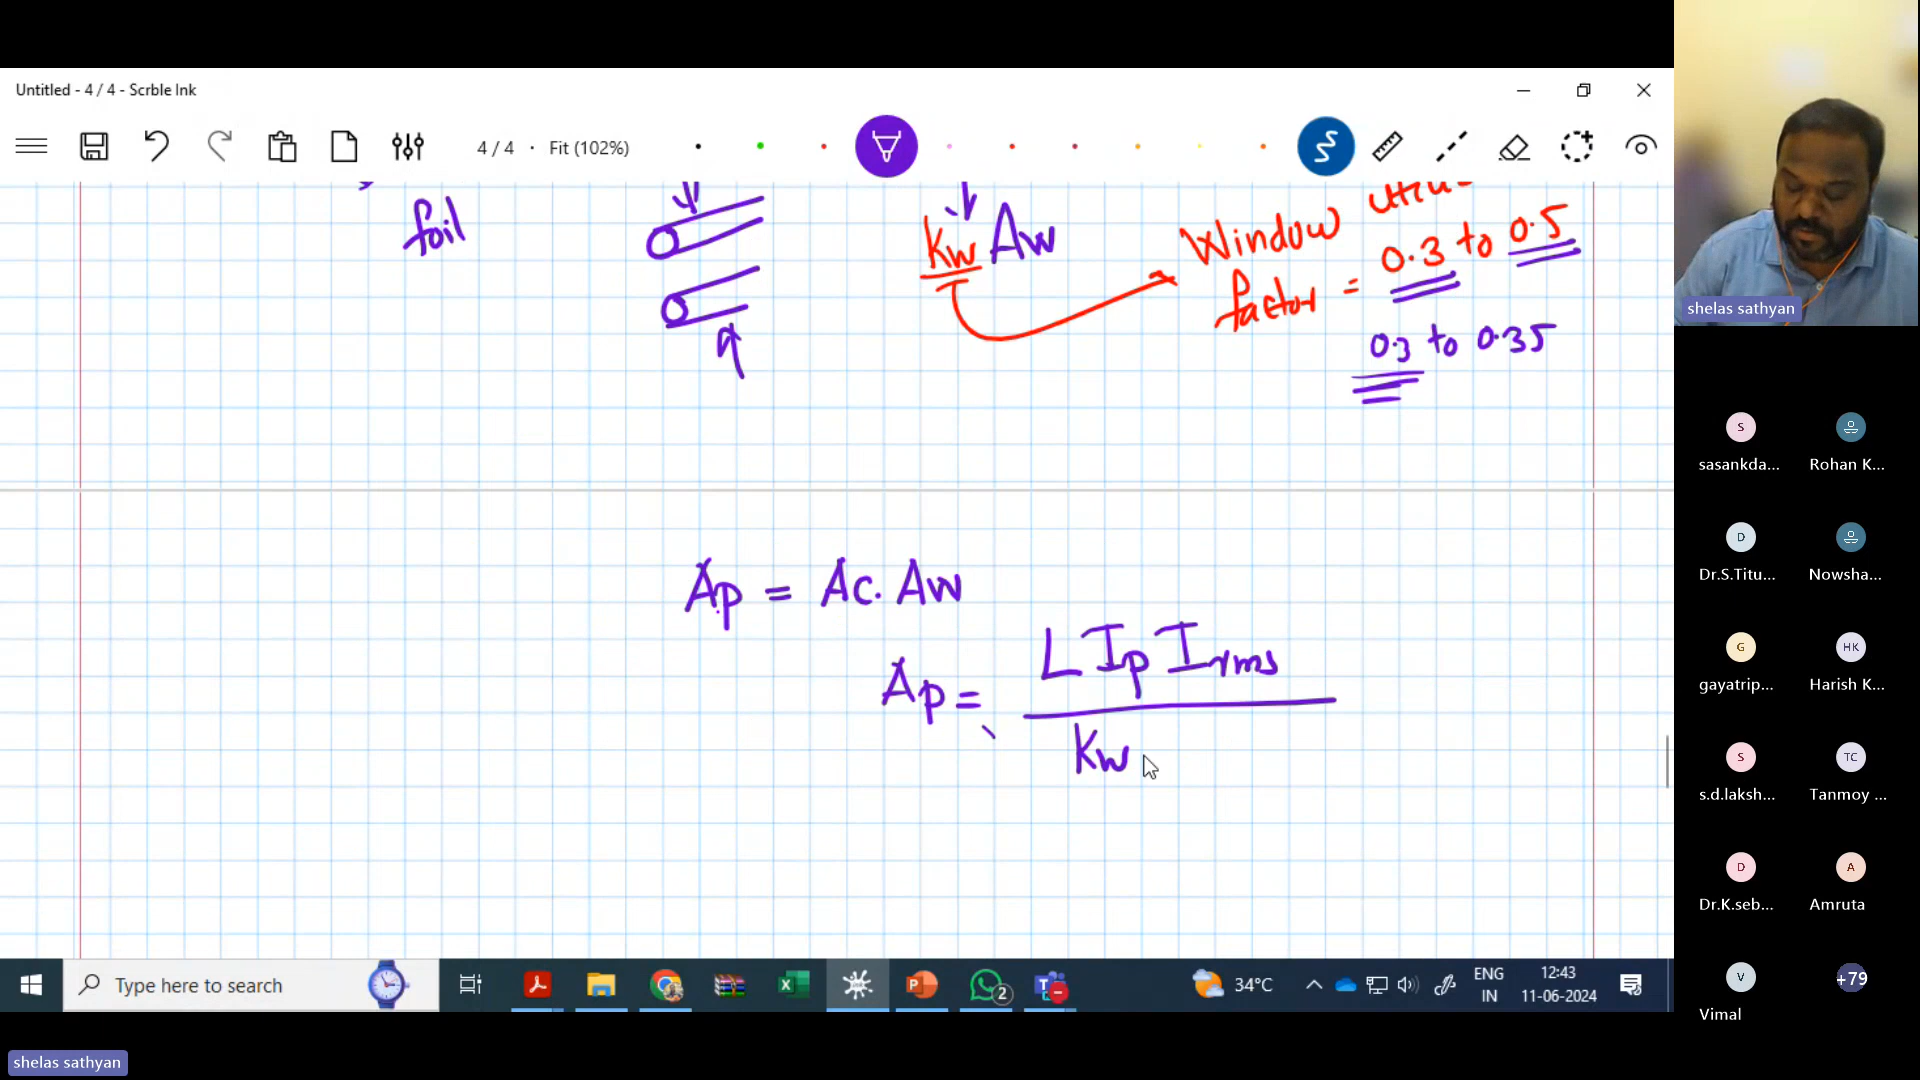 Untitled - 4 / 4 - Scrble Ink
4 / 4 · Fit (102%)
foil
Kw Aw
Window
factor = 0.3 to 0.5
0.3 to 0.35
Ap = Ac. Aw
Ap = L Ip Irms
Kw
shelas sathyan
S
sasankda...
Rohan K...
D
Dr.S.Titu...
Nowsha...
G
gayatrip...
HK
Harish K...
S
s.d.laksh...
TC
Tanmoy ...
D
Dr.K.seb...
A
Amruta
V
Vimal
+79
Type here to search
2
34°C
ENG
IN
12:43
11-06-2024
shelas sathyan